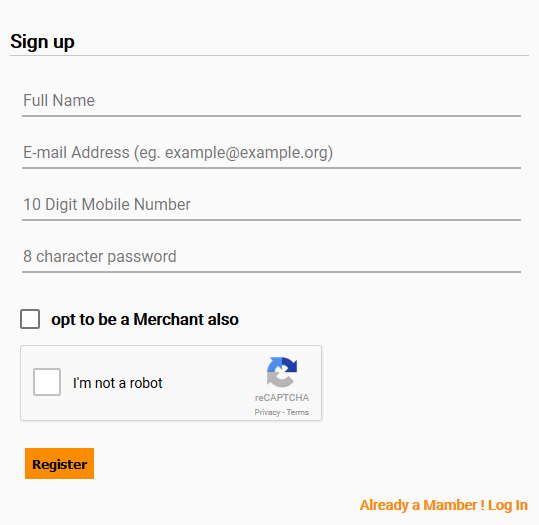 Sign up
Full Name
E-mail Address (eg. example@example.org)
10 Digit Mobile Number
8 character password
opt to be a Merchant also
I'm not a robot
reCAPTCHA
Privacy - Terms
Register
Already a Mamber ! Log In